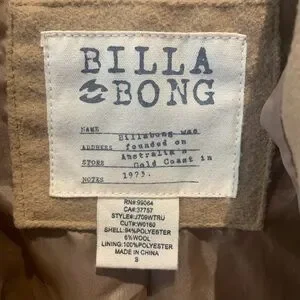 BILLA
BONG
NAME Billabong was
ADDRESS founded on
STORE Australia's
Gold Coast in
NOTES 1973.
RN#:99064
CA#:37757
STYLE#:J709WTRU
CUT#:W0160
SHELL:94%POLYESTER
6%WOOL
LINING:100%POLYESTER
MADE IN CHINA
S